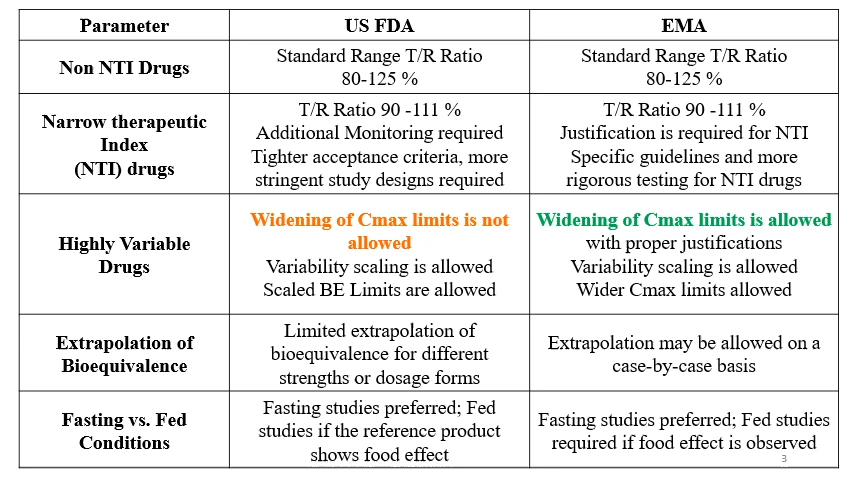 Parameter
US FDA
EMA
Non NTI Drugs
Standard Range T/R Ratio
80-125 %
Standard Range T/R Ratio
80-125 %
Narrow therapeutic
Index
(NTI) drugs
T/R Ratio 90 -111 %
Additional Monitoring required
Tighter acceptance criteria, more
stringent study designs required
T/R Ratio 90 -111 %
Justification is required for NTI
Specific guidelines and more
rigorous testing for NTI drugs
Highly Variable
Drugs
Widening of Cmax limits is not
allowed
Variability scaling is allowed
Scaled BE Limits are allowed
Widening of Cmax limits is allowed
with proper justifications
Variability scaling is allowed
Wider Cmax limits allowed
Extrapolation of
Bioequivalence
Limited extrapolation of
bioequivalence for different
strengths or dosage forms
Extrapolation may be allowed on a
case-by-case basis
Fasting vs. Fed
Conditions
Fasting studies preferred; Fed
studies if the reference product
shows food effect
Fasting studies preferred; Fed studies
required if food effect is observed
3